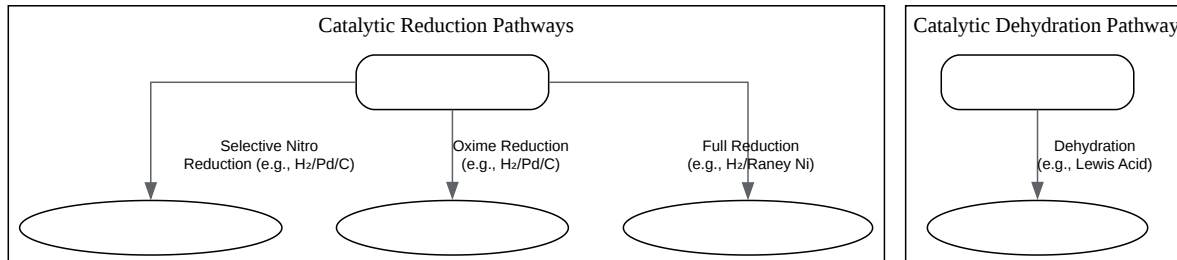 Catalytic Reduction Pathways
Catalytic Dehydration Pathway
Selective Nitro
Reduction (e.g., H₂/Pd/C)
Oxime Reduction
(e.g., H₂/Pd/C)
Full Reduction
(e.g., H₂/Raney Ni)
Dehydration
(e.g., Lewis Acid)